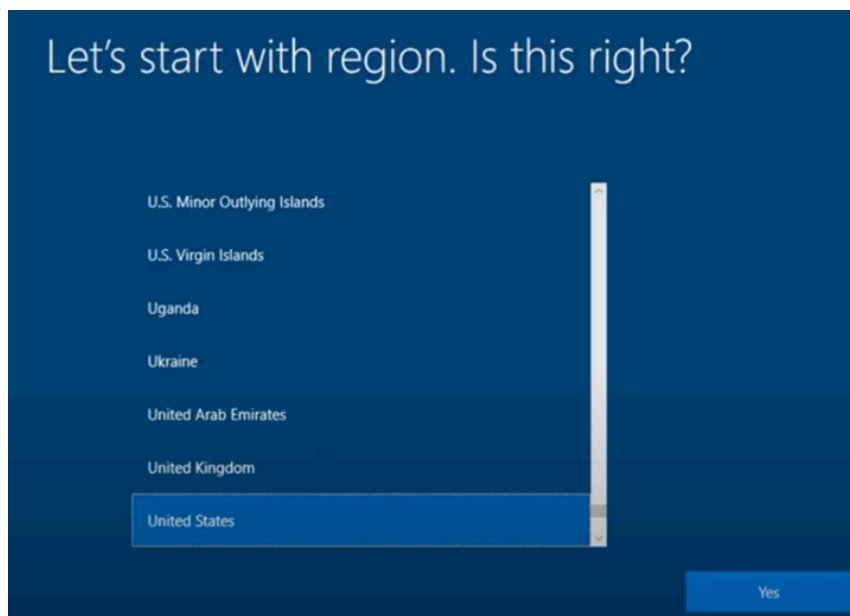 Let's start with region. Is this right?
U.S. Minor Outlying Islands
U.S. Virgin Islands
Uganda
Ukraine
United Arab Emirates
United Kingdom
United States
Yes